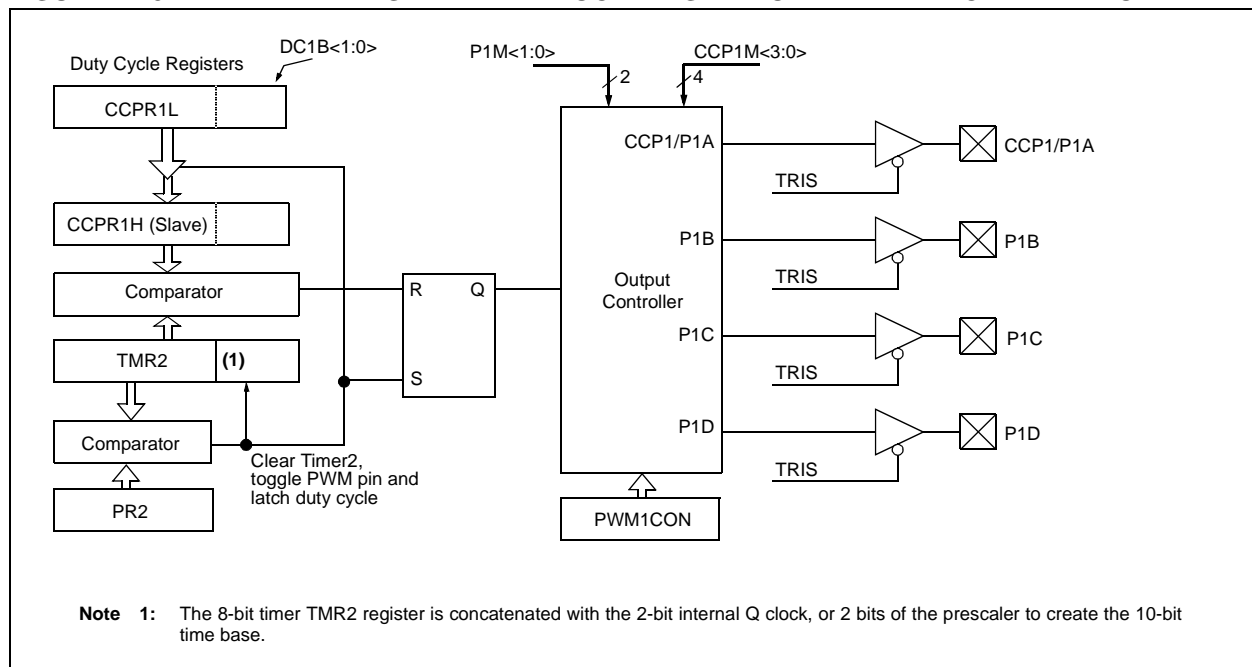 DC1B<1:0>
Duty Cycle Registers
CCPR1L
CCPR1H (Slave)
Comparator
TMR2
(1)
Comparator
PR2
Clear Timer2,
toggle PWM pin and
latch duty cycle
R
Q
S
P1M<1:0>
2
CCP1M<3:0>
4
Output
Controller
CCP1/P1A
TRIS
CCP1/P1A
P1B
TRIS
P1B
P1C
TRIS
P1C
P1D
TRIS
P1D
PWM1CON
Note 1: The 8-bit timer TMR2 register is concatenated with the 2-bit internal Q clock, or 2 bits of the prescaler to create the 10-bit
time base.